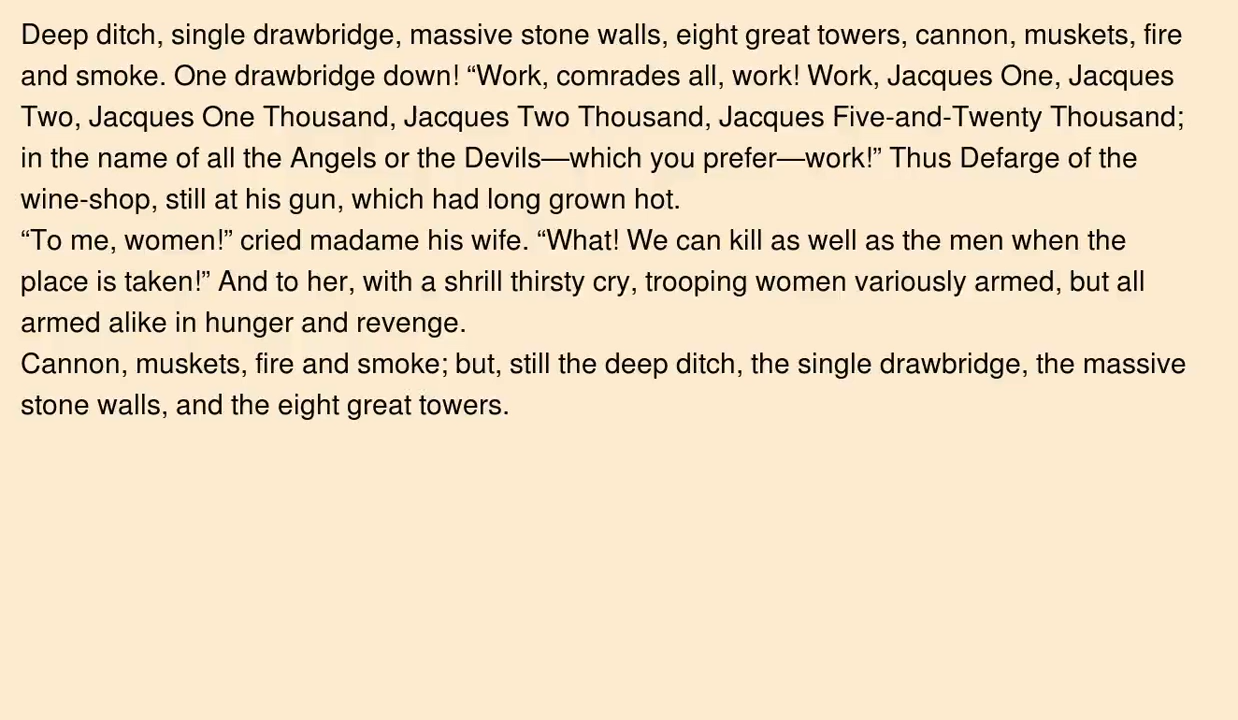 Deep ditch, single drawbridge, massive stone walls, eight great towers, cannon, muskets, fire
and smoke. One drawbridge down! “Work, comrades all, work! Work, Jacques One, Jacques
Two, Jacques One Thousand, Jacques Two Thousand, Jacques Five-and-Twenty Thousand;
in the name of all the Angels or the Devils—which you prefer—work!” Thus Defarge of the
wine-shop, still at his gun, which had long grown hot.
“To me, women!” cried madame his wife. “What! We can kill as well as the men when the
place is taken!” And to her, with a shrill thirsty cry, trooping women variously armed, but all
armed alike in hunger and revenge.
Cannon, muskets, fire and smoke; but, still the deep ditch, the single drawbridge, the massive
stone walls, and the eight great towers.